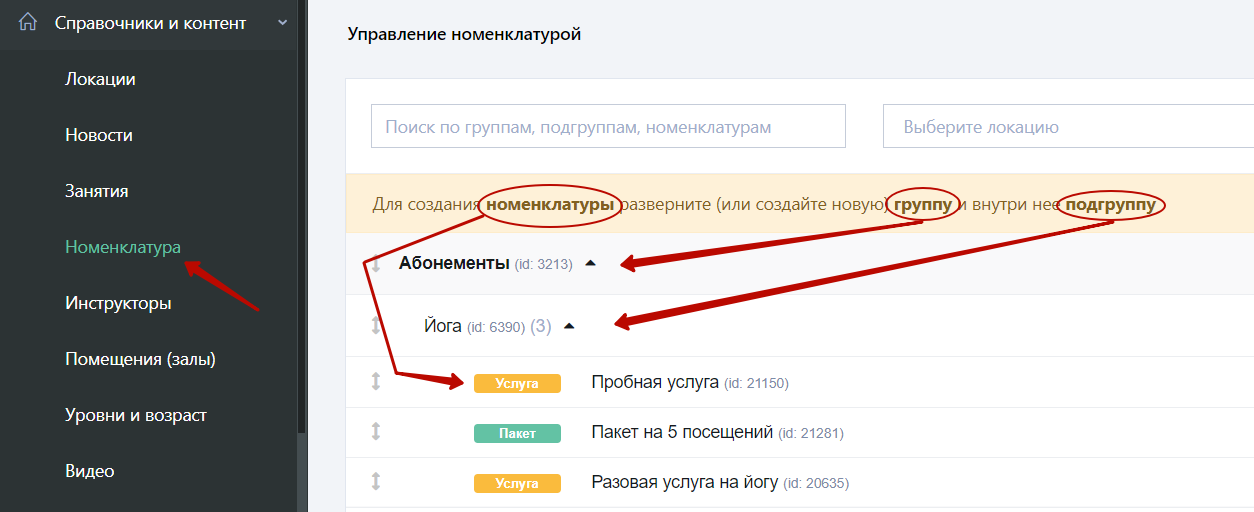 Справочники и контент
Локации
Новости
Занятия
Номенклатура
Инструкторы
Помещения (залы)
Уровни и возраст
Видео
Управление номенклатурой
Поиск по группам, подгруппам, номенклатурам
Выберите локацию
Для создания номенклатуры разверните (или создайте новую) группу и внутри нее подгруппу
Абонементы (id: 3213)
Йога (id: 6390) (3)
Услуга Пробная услуга (id: 21150)
Пакет Пакет на 5 посещений (id: 21281)
Услуга Разовая услуга на йогу (id: 20635)